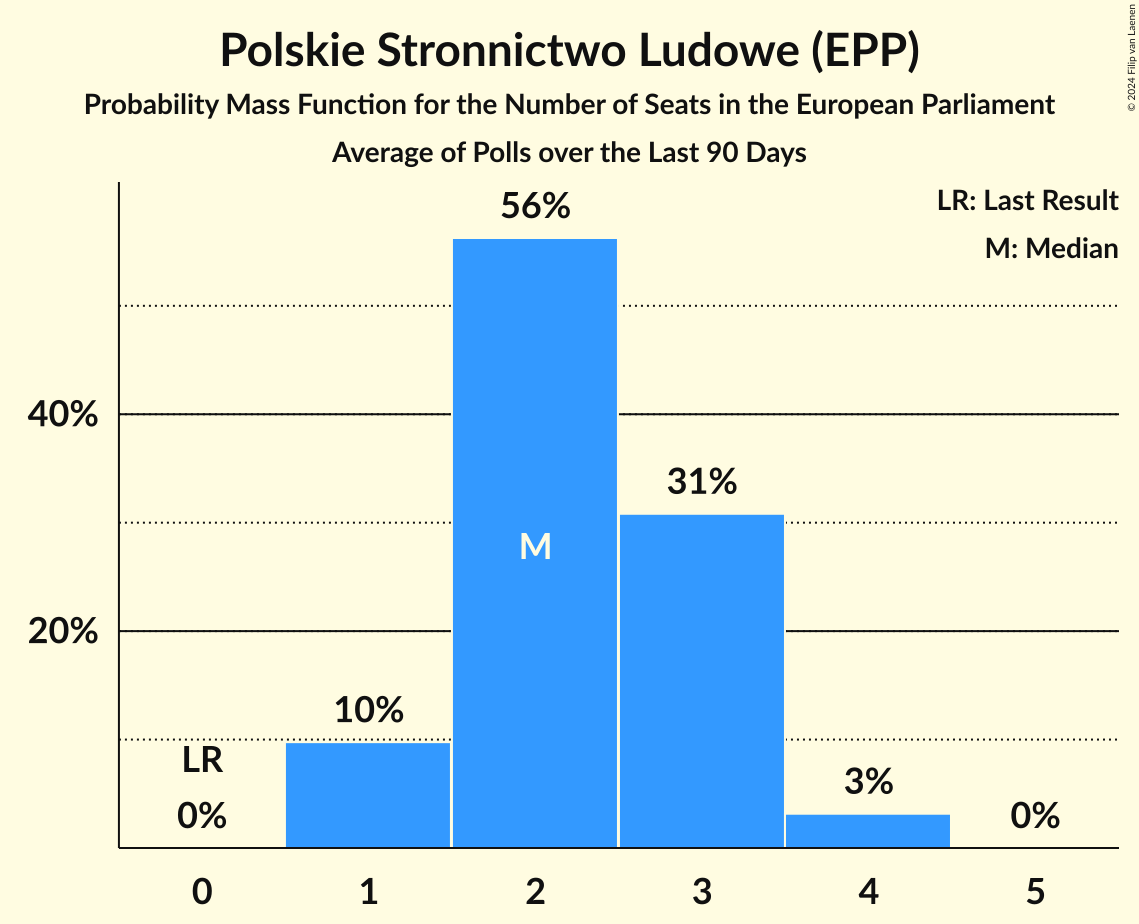 Polskie Stronnictwo Ludowe (EPP)
Probability Mass Function for the Number of Seats in the European Parliament
Average of Polls over the Last 90 Days
© 2024 Filip van Laenen
LR: Last Result
M: Median
56%
40%
31%
M
20%
10%
LR
3%
0%
0%
0 1 2 3 4 5